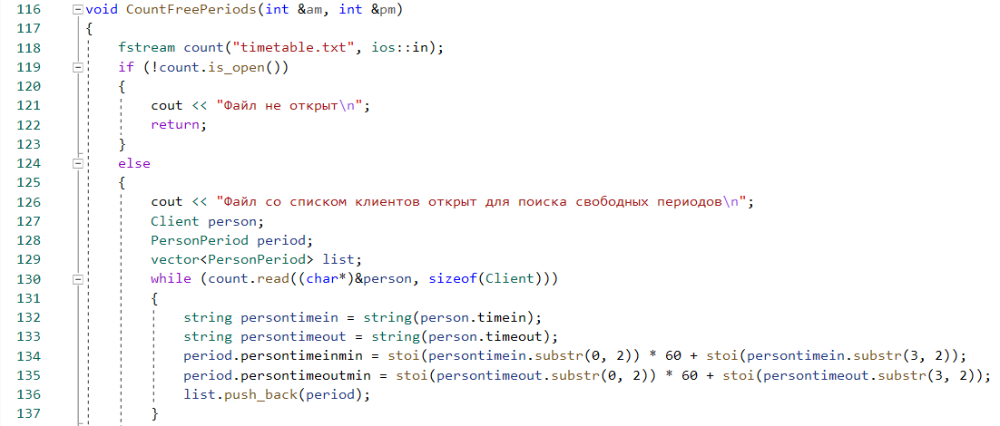 116 void CountFreePeriods(int &am, int &pm)
117 {
118 fstream count("timetable.txt", ios::in);
119 if (!count.is_open())
120 {
121 cout << "Файл не открыт\n";
122 return;
123 }
124 else
125 {
126 cout << "Файл со списком клиентов открыт для поиска свободных периодов\n";
127 Client person;
128 PersonPeriod period;
129 vector<PersonPeriod> list;
130 while (count.read((char*)&person, sizeof(Client)))
131 {
132 string persontimein = string(person.timein);
133 string persontimeout = string(person.timeout);
134 period.persontimeinmin = stoi(persontimein.substr(0, 2)) * 60 + stoi(persontimein.substr(3, 2));
135 period.persontimeoutmin = stoi(persontimeout.substr(0, 2)) * 60 + stoi(persontimeout.substr(3, 2));
136 list.push_back(period);
137 }